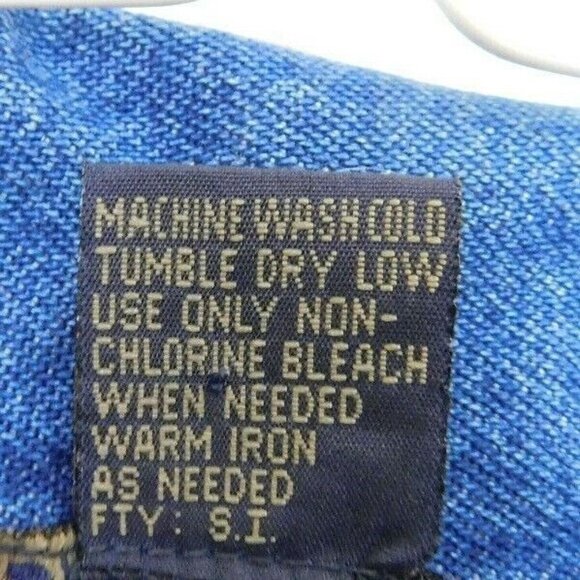 MACHINE WASH COLD
TUMBLE DRY LOW
USE ONLY NON-
CHLORINE BLEACH
WHEN NEEDED
WARM IRON
AS NEEDED
FTY: S.I.